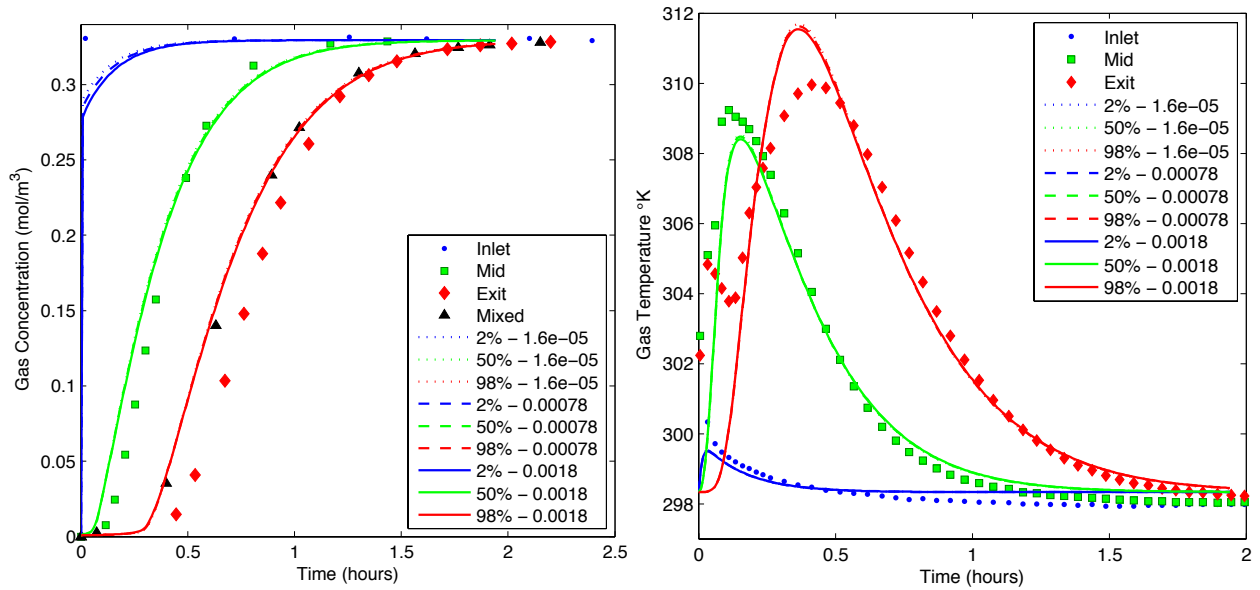 0.3
0.25
0.2
0.15
0.1
0.05
0
Gas Concentration (mol/m³)
0
0.5
1
1.5
2
2.5
Time (hours)
Inlet
Mid
Exit
Mixed
2% − 1.6e−05
50% − 1.6e−05
98% − 1.6e−05
2% − 0.00078
50% − 0.00078
98% − 0.00078
2% − 0.0018
50% − 0.0018
98% − 0.0018
312
310
308
306
304
302
300
298
Gas Temperature °K
0
0.5
1
1.5
2
Time (hours)
Inlet
Mid
Exit
2% − 1.6e−05
50% − 1.6e−05
98% − 1.6e−05
2% − 0.00078
50% − 0.00078
98% − 0.00078
2% − 0.0018
50% − 0.0018
98% − 0.0018